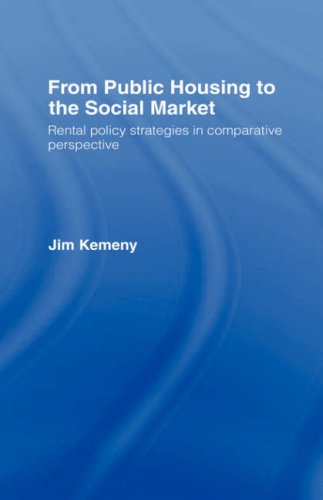 From Public Housing to
the Social Market
Rental policy strategies in comparative
perspective
Jim Kemeny